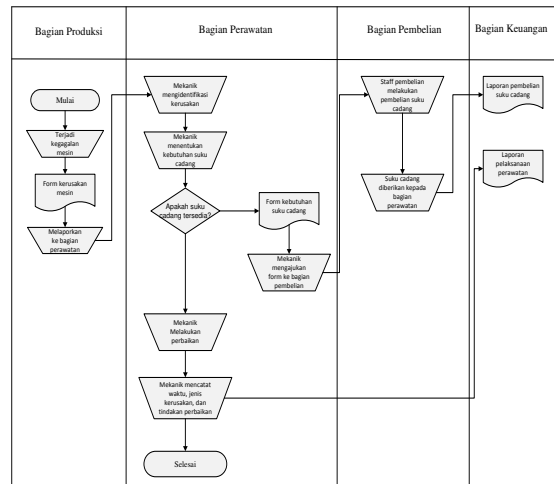 Bagian Produksi
Bagian Perawatan
Bagian Pembelian
Bagian Keuangan
Mulai
Terjadi
kegagalan
mesin
Form kerusakan
mesin
Melaporkan
ke bagian
perawatan
Mekanik
mengidentifikasi
kerusakan
Mekanik
menentukan
kebutuhan suku
cadang
Apakah suku
cadang tersedia?
Form kebutuhan
suku cadang
Mekanik
mengajukan
form ke bagian
pembelian
Mekanik
Melakukan
perbaikan
Mekanik mencatat
waktu, jenis
kerusakan, dan
tindakan perbaikan
Selesai
Staff pembelian
melakukan
pembelian suku
cadang
Suku cadang
diberikan kepada
bagian
perawatan
Laporan pembelian
suku cadang
Laporan
pelaksanaan
perawatan